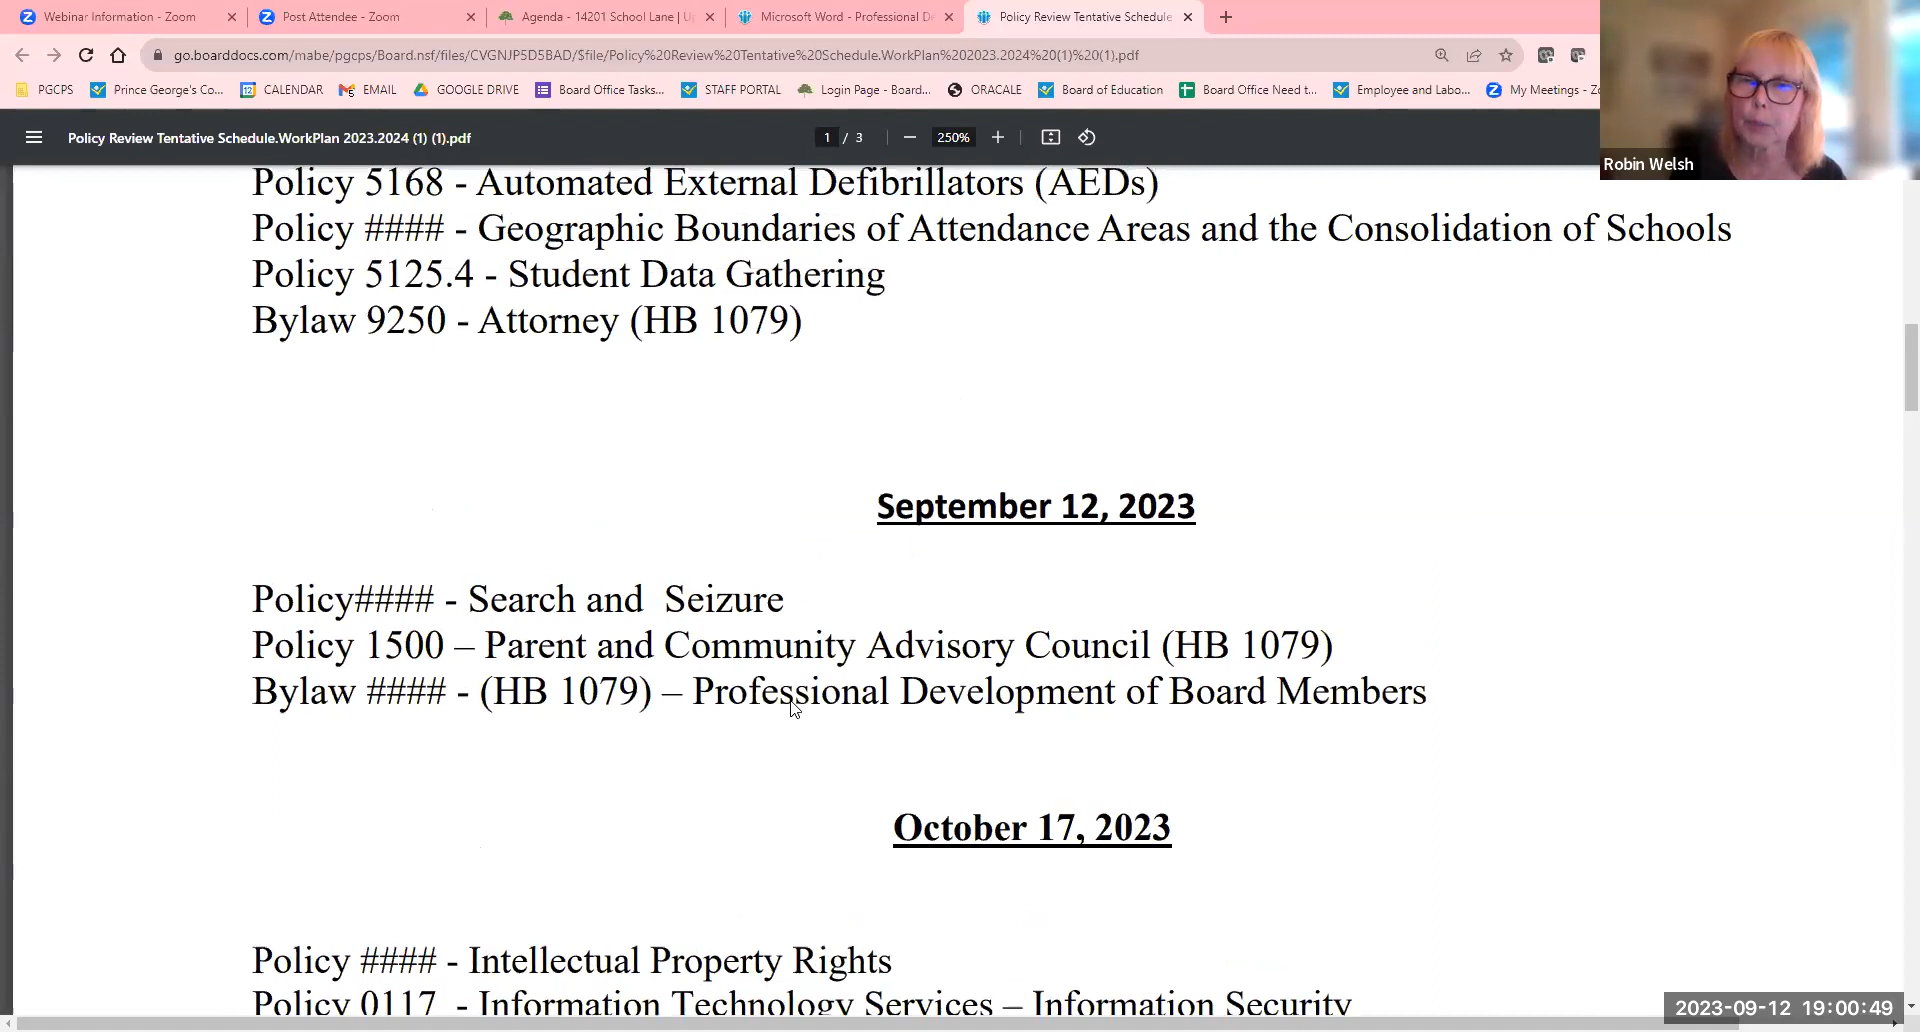 Webinar Information - Zoom
Post Attendee - Zoom
Agenda - 14201 School Lane | U
Microsoft Word - Professional D
Policy Review Tentative Schedule
go.boarddocs.com/mabe/pgcps/Board.nsf/files/CVGNJP5D5BAD/$file/Policy%20Review%20Tentative%20Schedule.WorkPlan%202023.2024%20(1)%20(1).pdf
PGCPS
Prince George's Co...
CALENDAR
EMAIL
GOOGLE DRIVE
Board Office Tasks...
STAFF PORTAL
Login Page - Board...
ORACALE
Board of Education
Board Office Need t...
Employee and Labo...
My Meetings - Zo
Robin Welsh
Policy Review Tentative Schedule.WorkPlan 2023.2024 (1) (1).pdf
1 / 3
250%
Policy 5168 - Automated External Defibrillators (AEDs)
Policy #### - Geographic Boundaries of Attendance Areas and the Consolidation of Schools
Policy 5125.4 - Student Data Gathering
Bylaw 9250 - Attorney (HB 1079)
September 12, 2023
Policy#### - Search and  Seizure
Policy 1500 – Parent and Community Advisory Council (HB 1079)
Bylaw #### - (HB 1079) – Professional Development of Board Members
October 17, 2023
Policy #### - Intellectual Property Rights
Policy 0117  - Information Technology Services – Information Security
2023-09-12 19:00:49